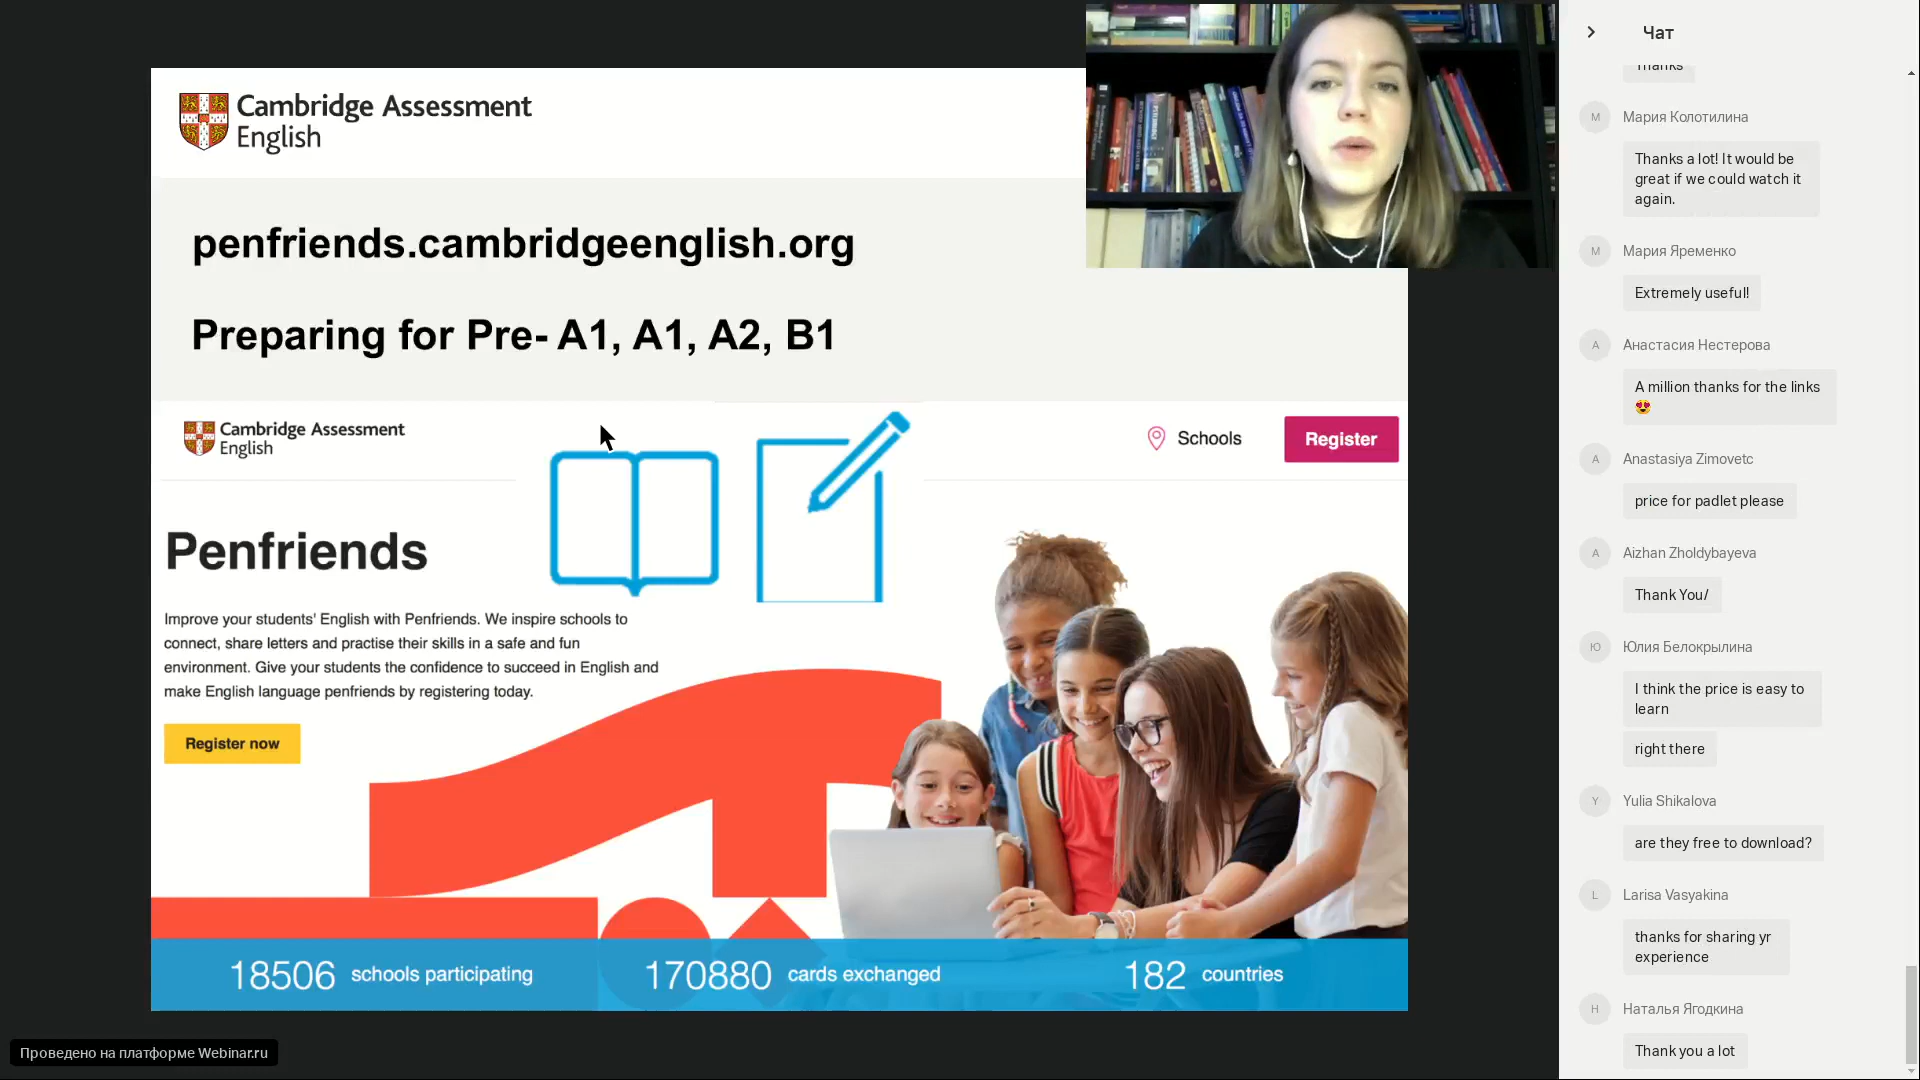 Cambridge Assessment
English
penfriends.cambridgeenglish.org
Preparing for Pre- A1, A1, A2, B1
Cambridge Assessment
English
Schools
Register
Penfriends
Improve your students' English with Penfriends. We inspire schools to
connect, share letters and practise their skills in a safe and fun
environment. Give your students the confidence to succeed in English and
make English language penfriends by registering today.
Register now
18506 schools participating
170880 cards exchanged
182 countries
Проведено на платформе Webinar.ru
Чат
Thanks
М Мария Колотилина
Thanks a lot! It would be
great if we could watch it
again.
М Мария Яременко
Extremely useful!
А Анастасия Нестерова
A million thanks for the links
😍
A Anastasiya Zimovetc
price for padlet please
A Aizhan Zholdybayeva
Thank You/
Ю Юлия Белокрылина
I think the price is easy to
learn
right there
Y Yulia Shikalova
are they free to download?
L Larisa Vasyakina
thanks for sharing yr
experience
Н Наталья Ягодкина
Thank you a lot